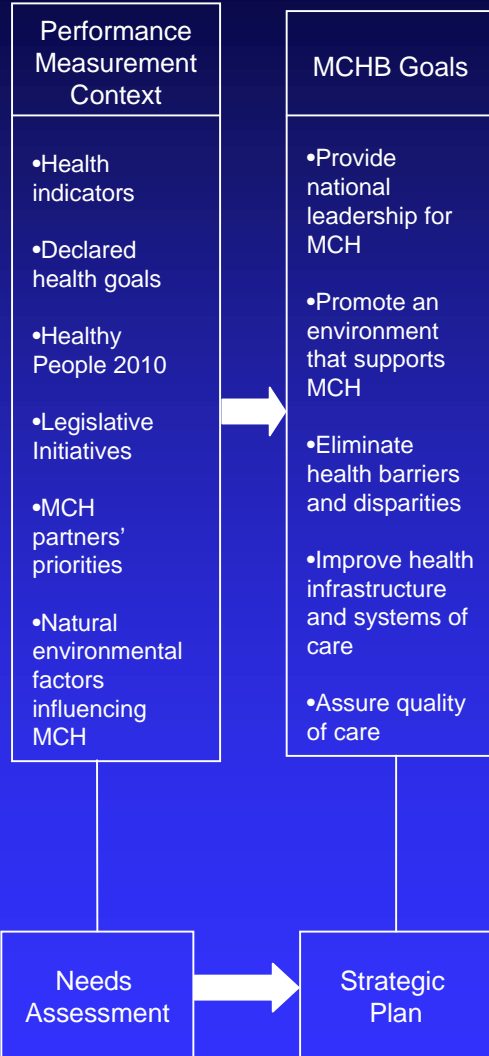 Performance
Measurement
Context
•Health
indicators
•Declared
health goals
•Healthy
People 2010
•Legislative
Initiatives
•MCH
partners’
priorities
•Natural
environmental
factors
influencing
MCH
MCHB Goals
•Provide
national
leadership for
MCH
•Promote an
environment
that supports
MCH
•Eliminate
health barriers
and disparities
•Improve health
infrastructure
and systems of
care
•Assure quality
of care
Needs
Assessment
Strategic
Plan